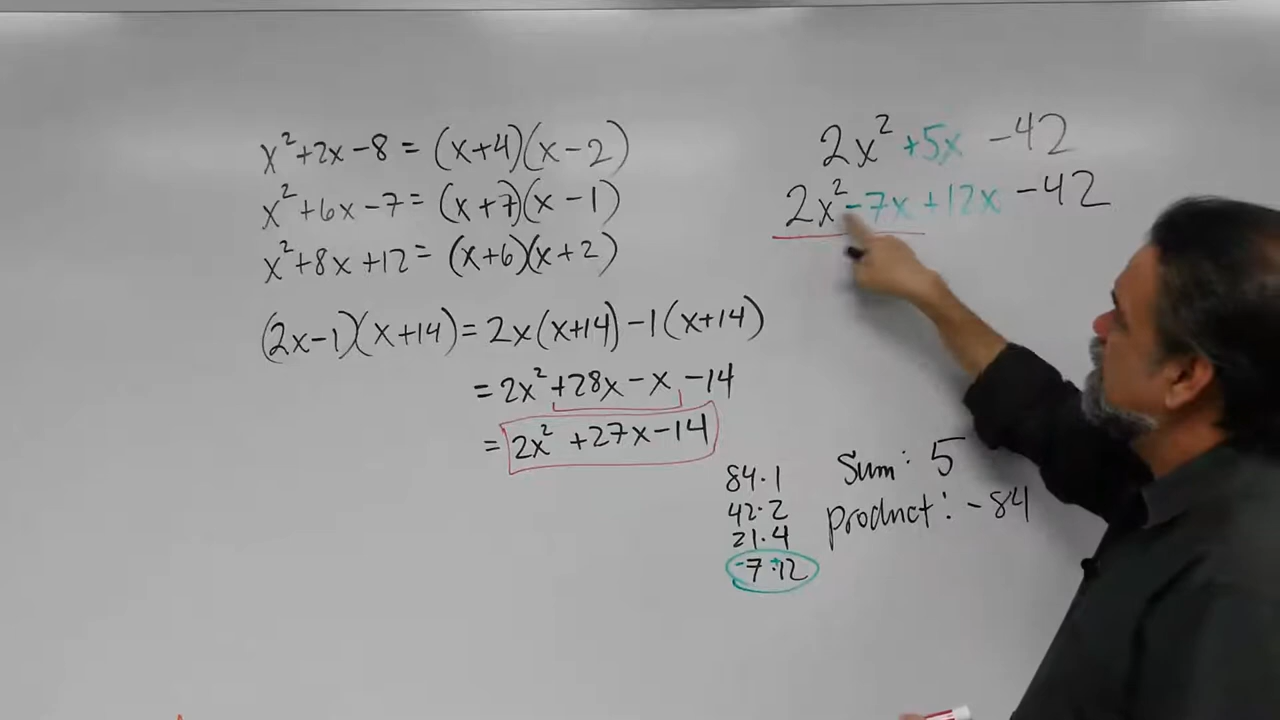 x²+2x-8 = (x+4)(x-2)
x²+6x-7 = (x+7)(x-1)
x²+8x+12 = (x+6)(x+2)
(2x-1)(x+14) = 2x(x+14)-1(x+14)
= 2x²+28x-x-14
= 2x²+27x-14
2x²+5x-42
2x²-7x+12x-42
84·1
42·2
21·4
-7·+12
Sum: 5
product: -84